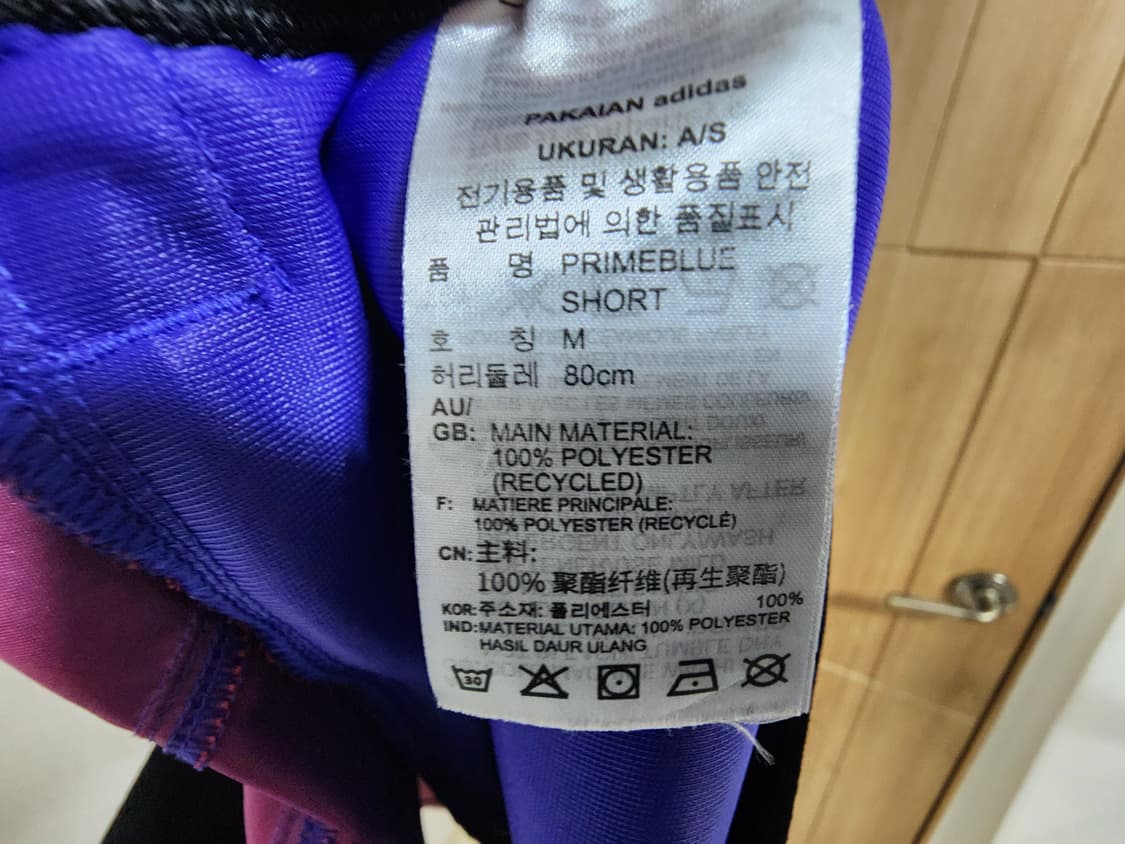 PAKAIAN adidas
UKURAN: A/S
전기용품 및 생활용품 안전
관리법에 의한 품질표시
품 명 PRIMEBLUE
SHORT
호 칭 M
허리둘레 80cm
AU/
GB: MAIN MATERIAL:
100% POLYESTER
(RECYCLED)
F: MATIERE PRINCIPALE:
100% POLYESTER (RECYCLÉ)
CN: 主料:
100% 聚酯纤维(再生聚酯)
KOR: 주소재: 폴리에스터 100%
IND: MATERIAL UTAMA: 100% POLYESTER
HASIL DAUR ULANG
30